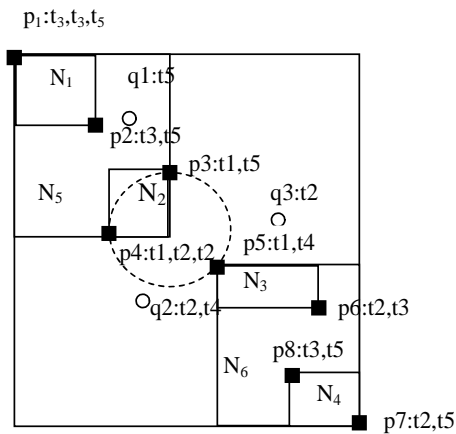 p₁:t₃,t₃,t₅
N₁
q1:t5
p2:t3,t5
p3:t1,t5
N₅
N₂
q3:t2
p4:t1,t2,t2
p5:t1,t4
N₃
q2:t2,t4
p6:t2,t3
p8:t3,t5
N₆
N₄
p7:t2,t5